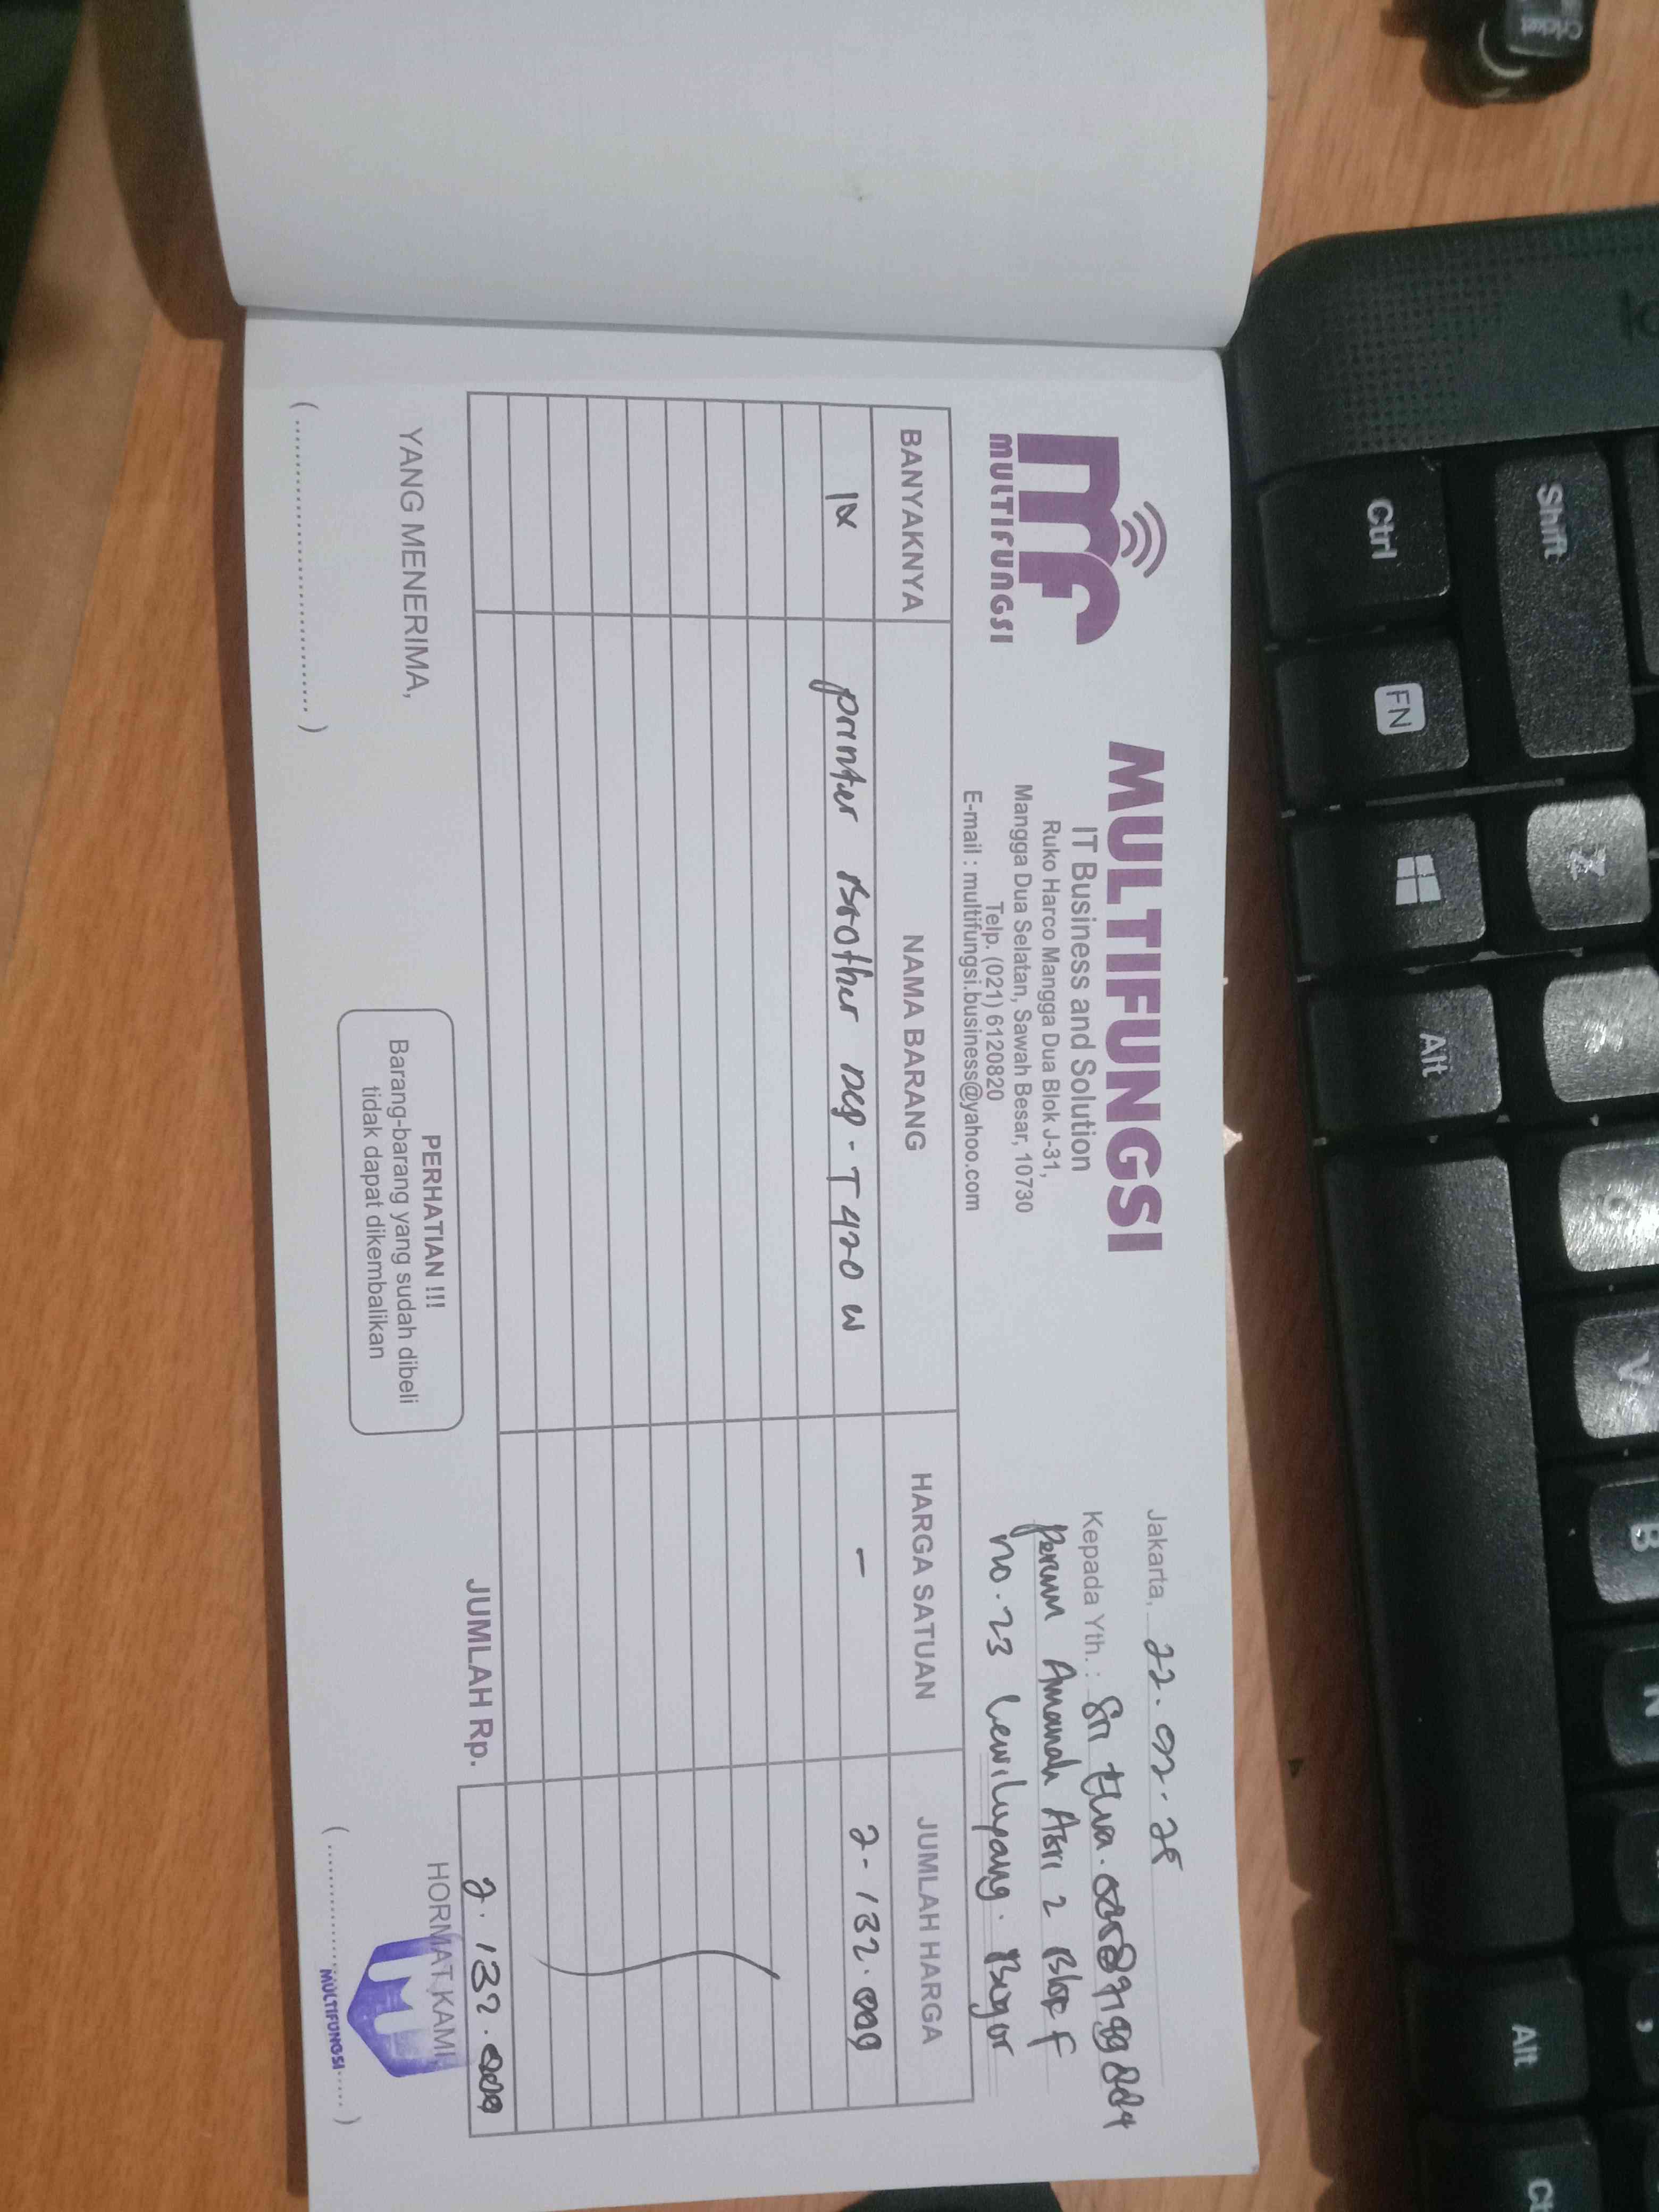 MULTIFUNGSI
MULTIFUNGSI
IT Business and Solution
Ruko Harco Mangga Dua Blok J-31,
Mangga Dua Selatan, Sawah Besar, 10730
Telp. (021) 6120820
E-mail : multifungsi.business@yahoo.com
Jakarta, 22.02.25
Kepada Yth. : Sri
Perum Amanah Asri 2 Blok F
no.23 Leuwiliang. Bogor
BANYAKNYA NAMA BARANG HARGA SATUAN JUMLAH HARGA
1x printer Brother Dcp-T420 W - 2.132.000
JUMLAH Rp. 2.132.000
YANG MENERIMA,
PERHATIAN !!!
Barang-barang yang sudah dibeli
tidak dapat dikembalikan
HORMAT KAMI,
MULTIFUNGSI
Shift
Ctrl
FN
Alt
Z
X
C
V
B
N
Alt
Cricket